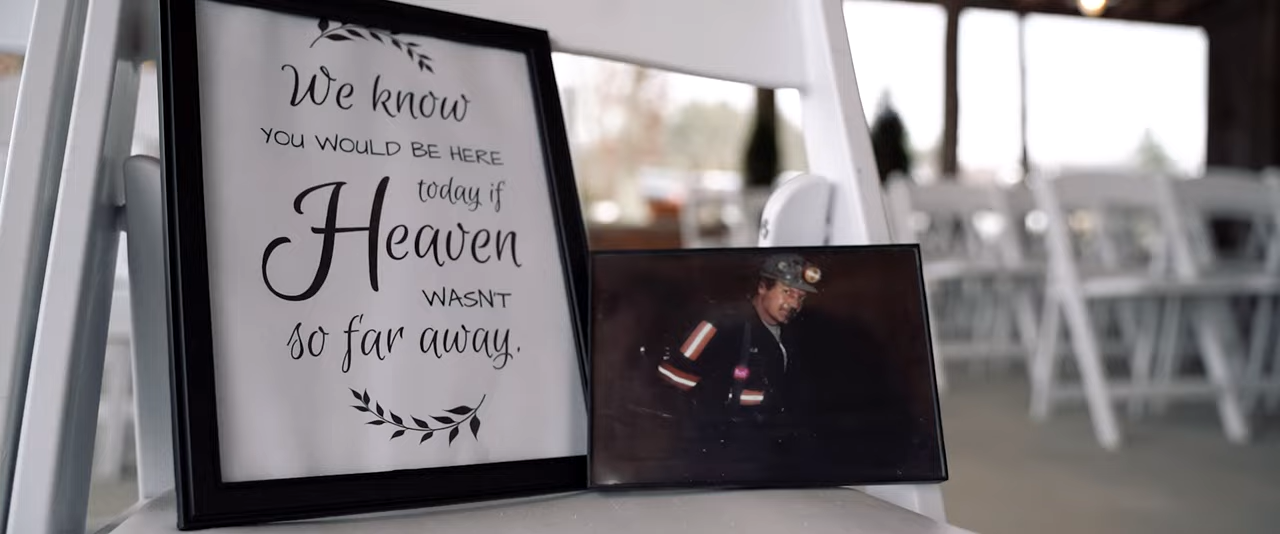 We know
YOU WOULD BE HERE
today if
Heaven
WASN'T
so far away.